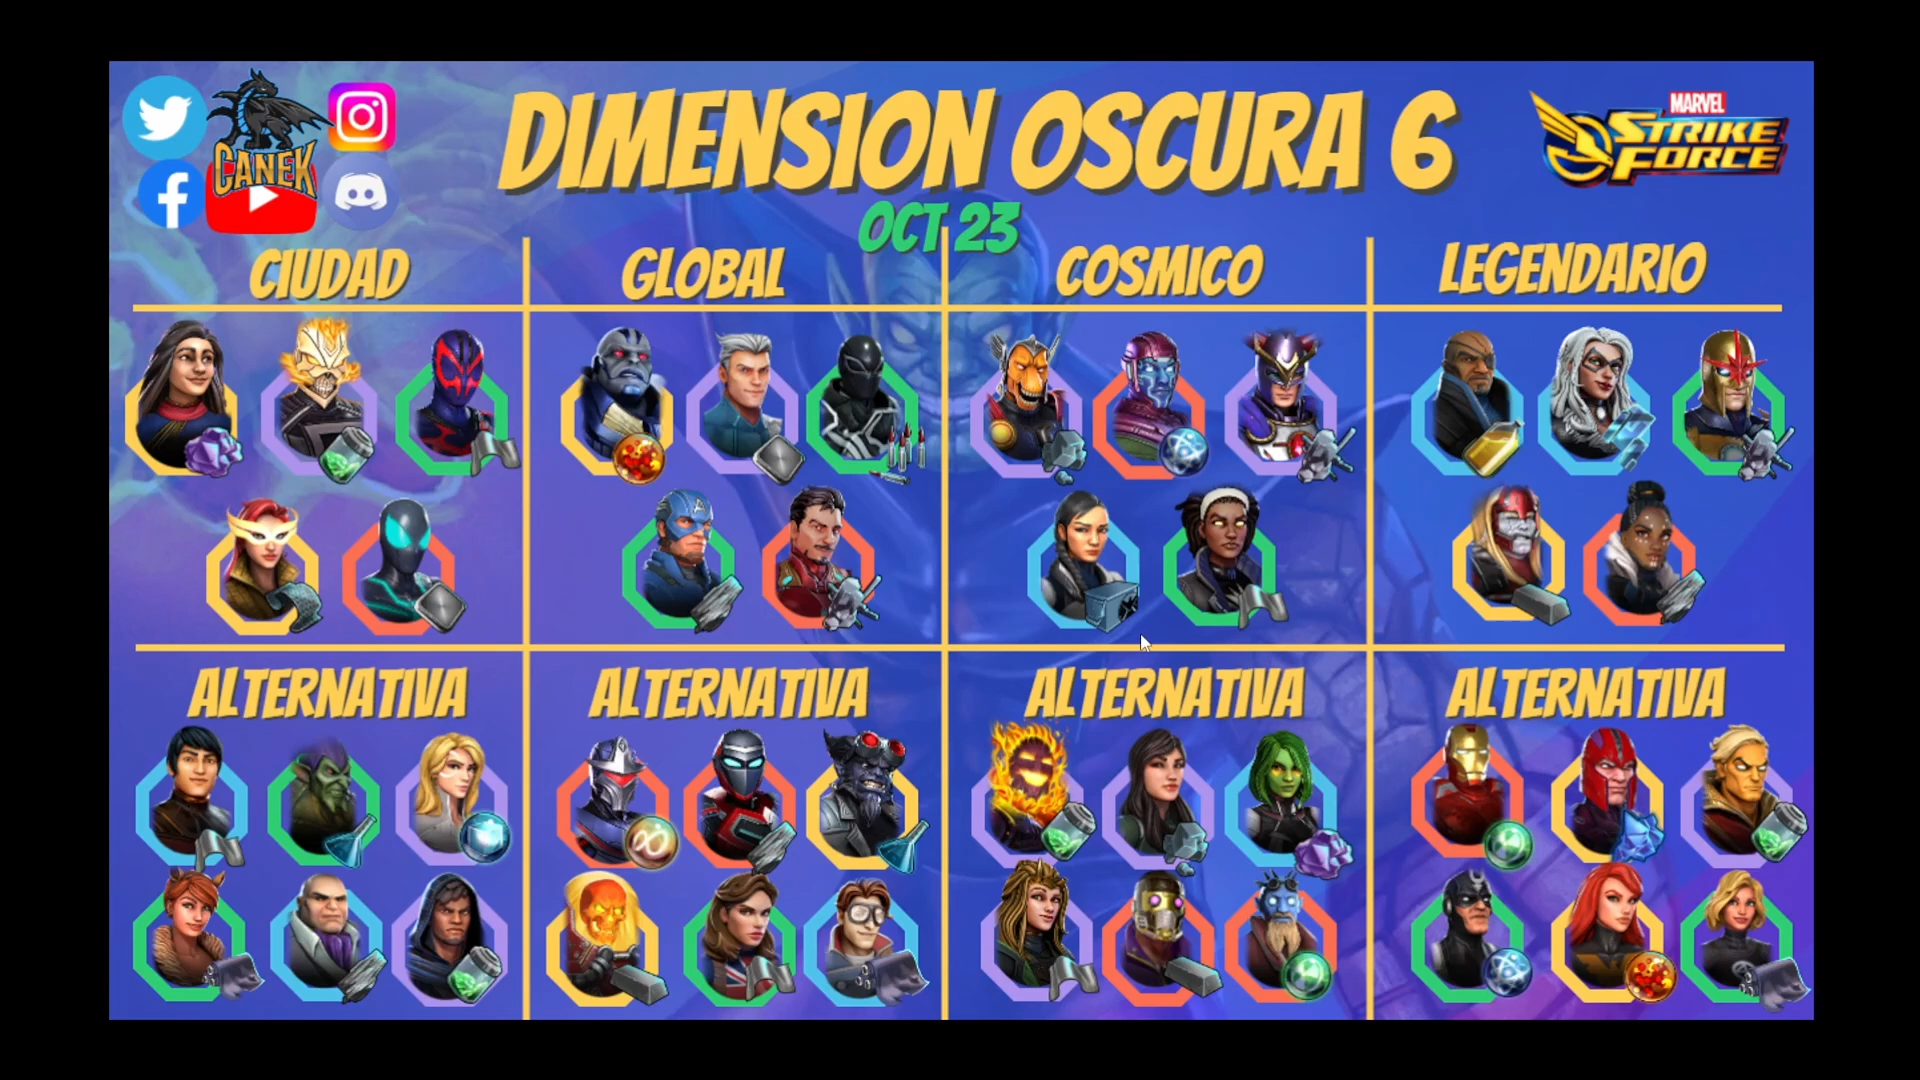 CANEK
DIMENSION OSCURA 6
OCT 23
MARVEL
STRIKE
FORCE
CIUDAD
GLOBAL
COSMICO
LEGENDARIO
ALTERNATIVA
ALTERNATIVA
ALTERNATIVA
ALTERNATIVA